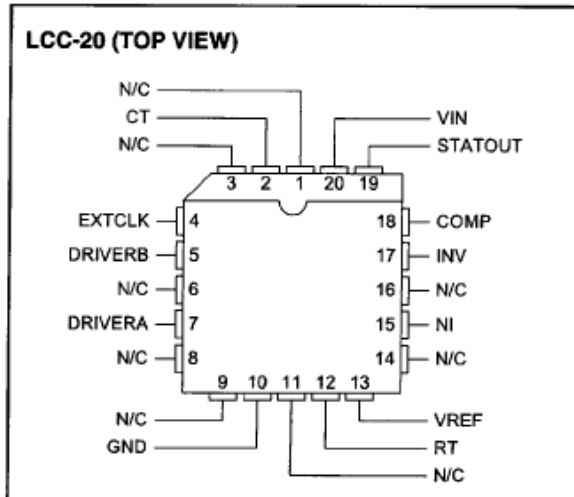 LCC-20 (TOP VIEW)
N/C
CT
N/C
VIN
STATOUT
3 2 1 20 19
EXTCLK 4
DRIVERB 5
N/C 6
DRIVERA 7
N/C 8
18 COMP
17 INV
16 N/C
15 NI
14 N/C
9 10 11 12 13
N/C
GND
VREF
RT
N/C